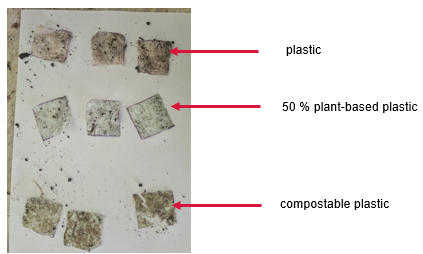 plastic
50 % plant-based plastic
compostable plastic